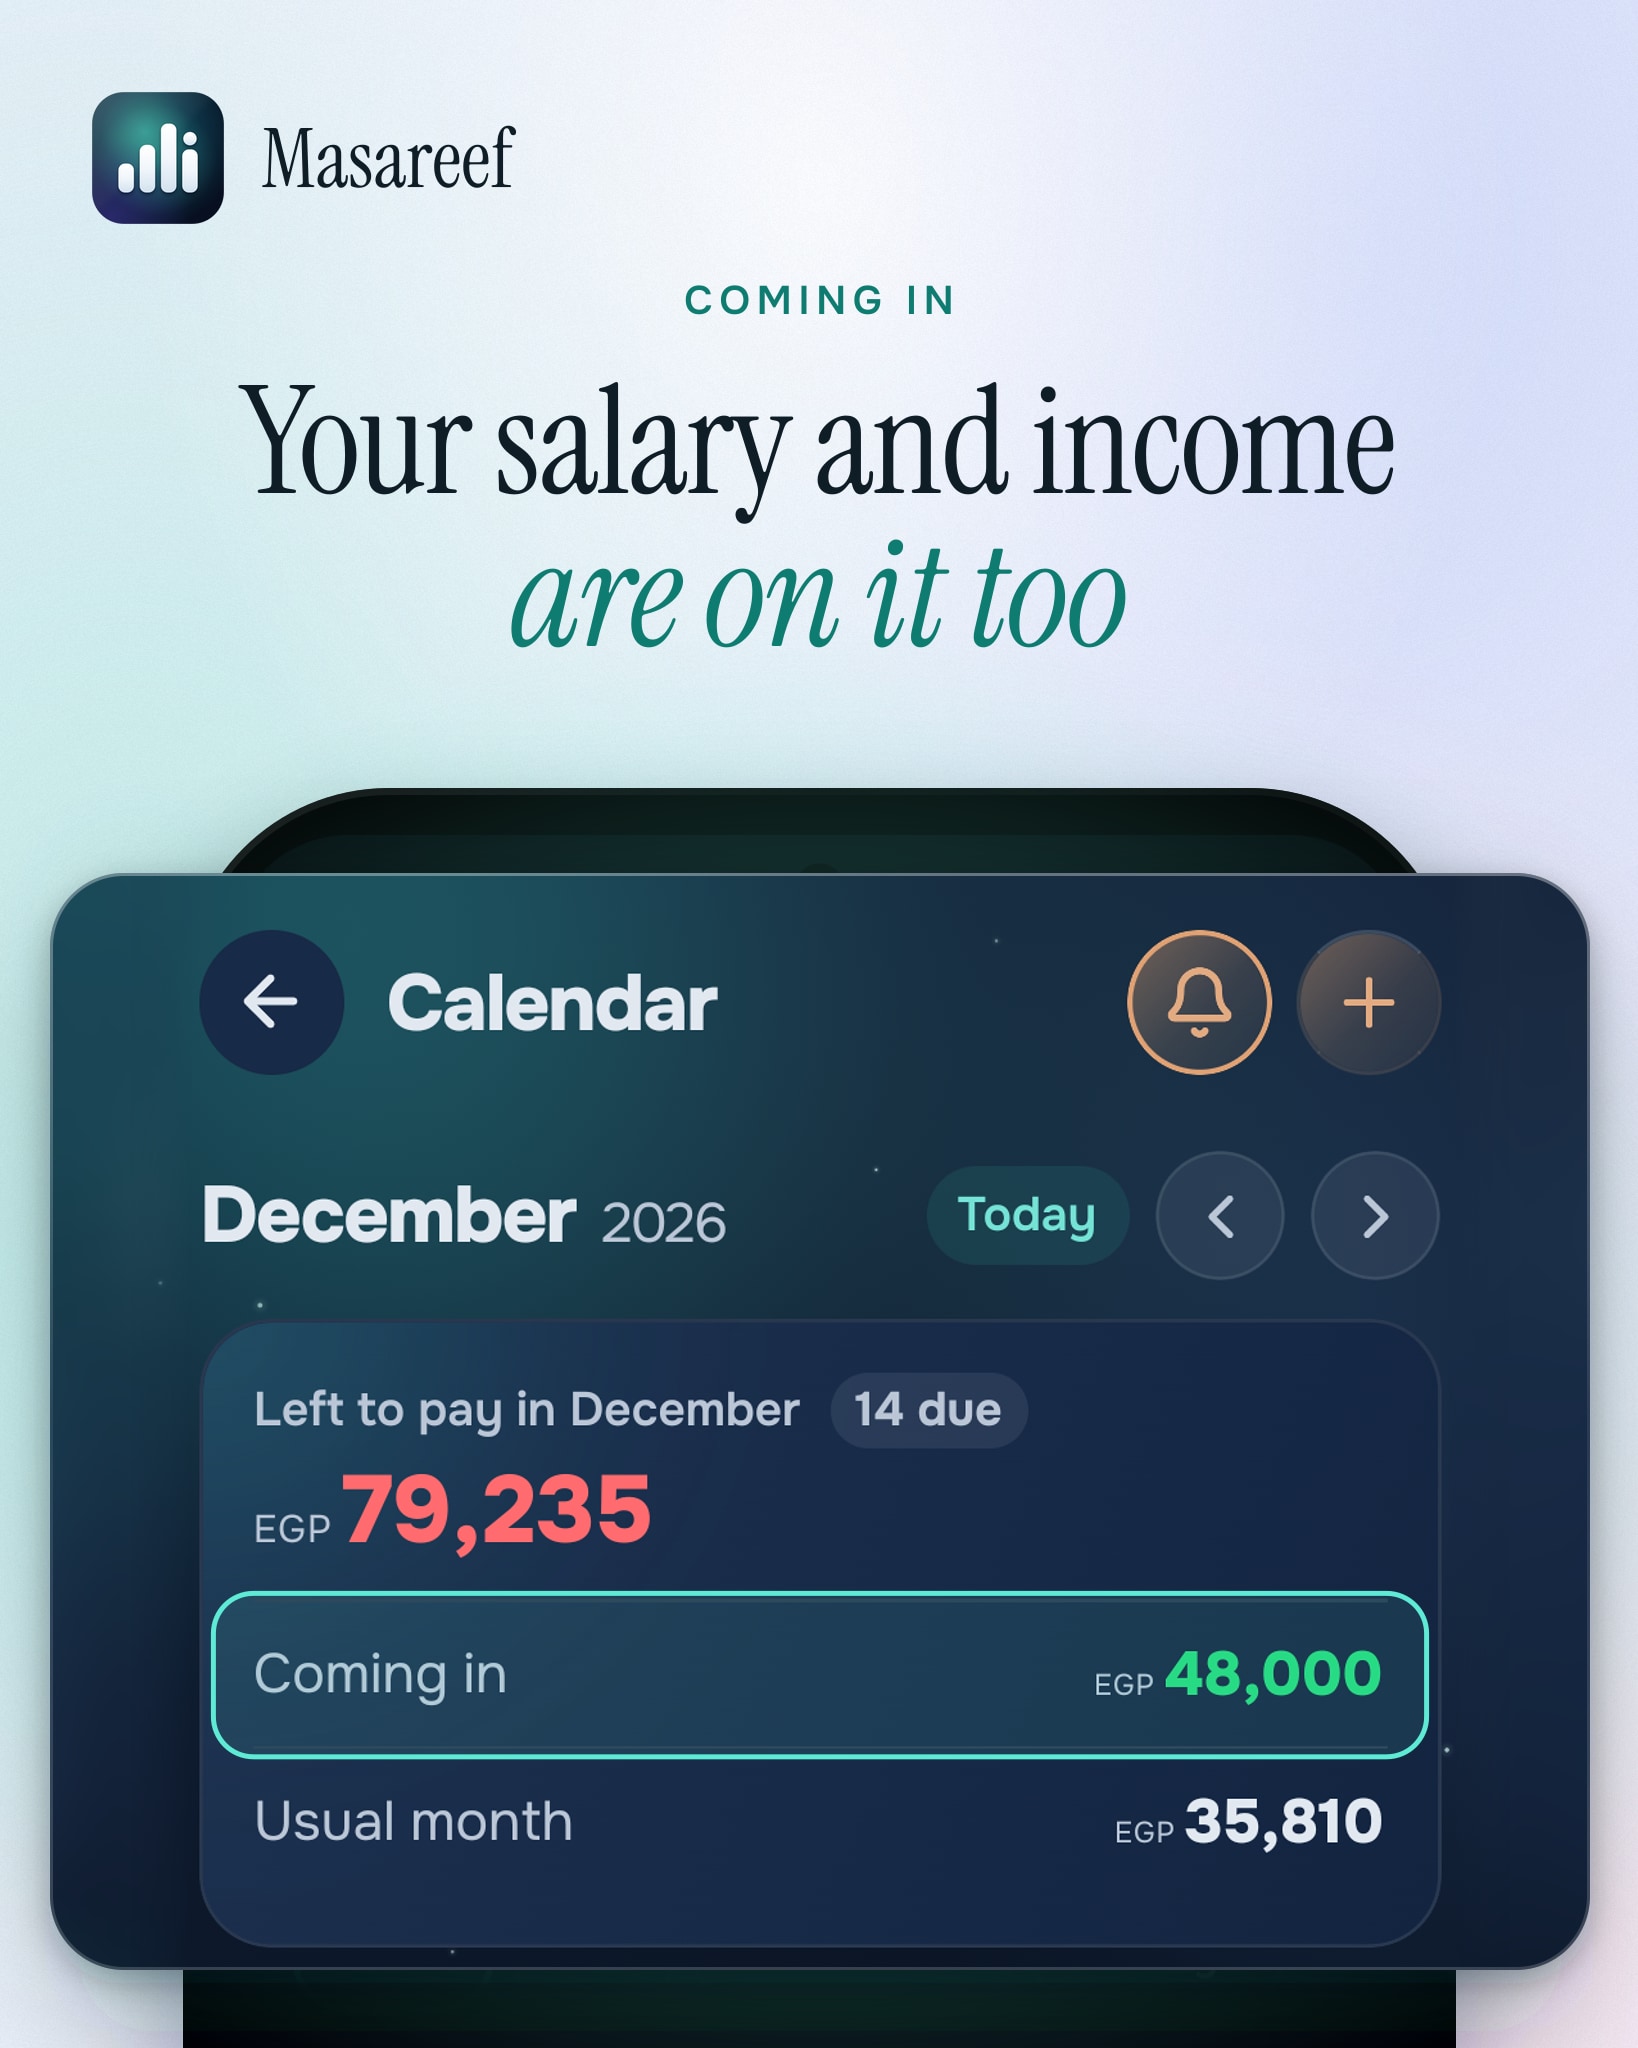 Masareef
COMING IN
Your salary and income
are on it too
Calendar
December 2026
Today
Left to pay in December 14 due
EGP 79,235
Coming in EGP 48,000
Usual month EGP 35,810